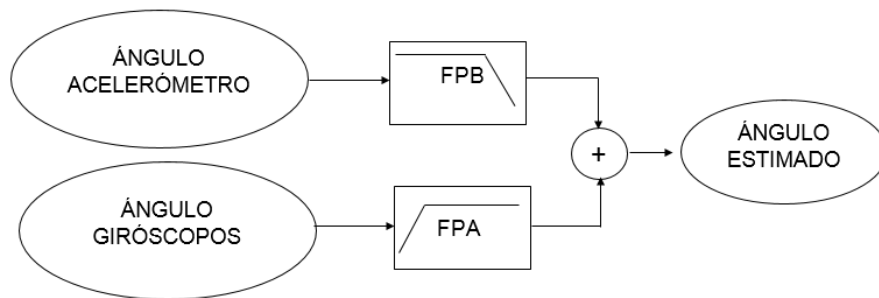 ÁNGULO
ACELERÓMETRO
FPB
+
ÁNGULO
ESTIMADO
ÁNGULO
GIRÓSCOPOS
FPA